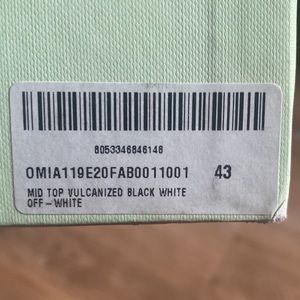 8053346846146
OMIA119E20FAB0011001 43
MID TOP VULCANIZED BLACK WHITE
OFF-WHITE